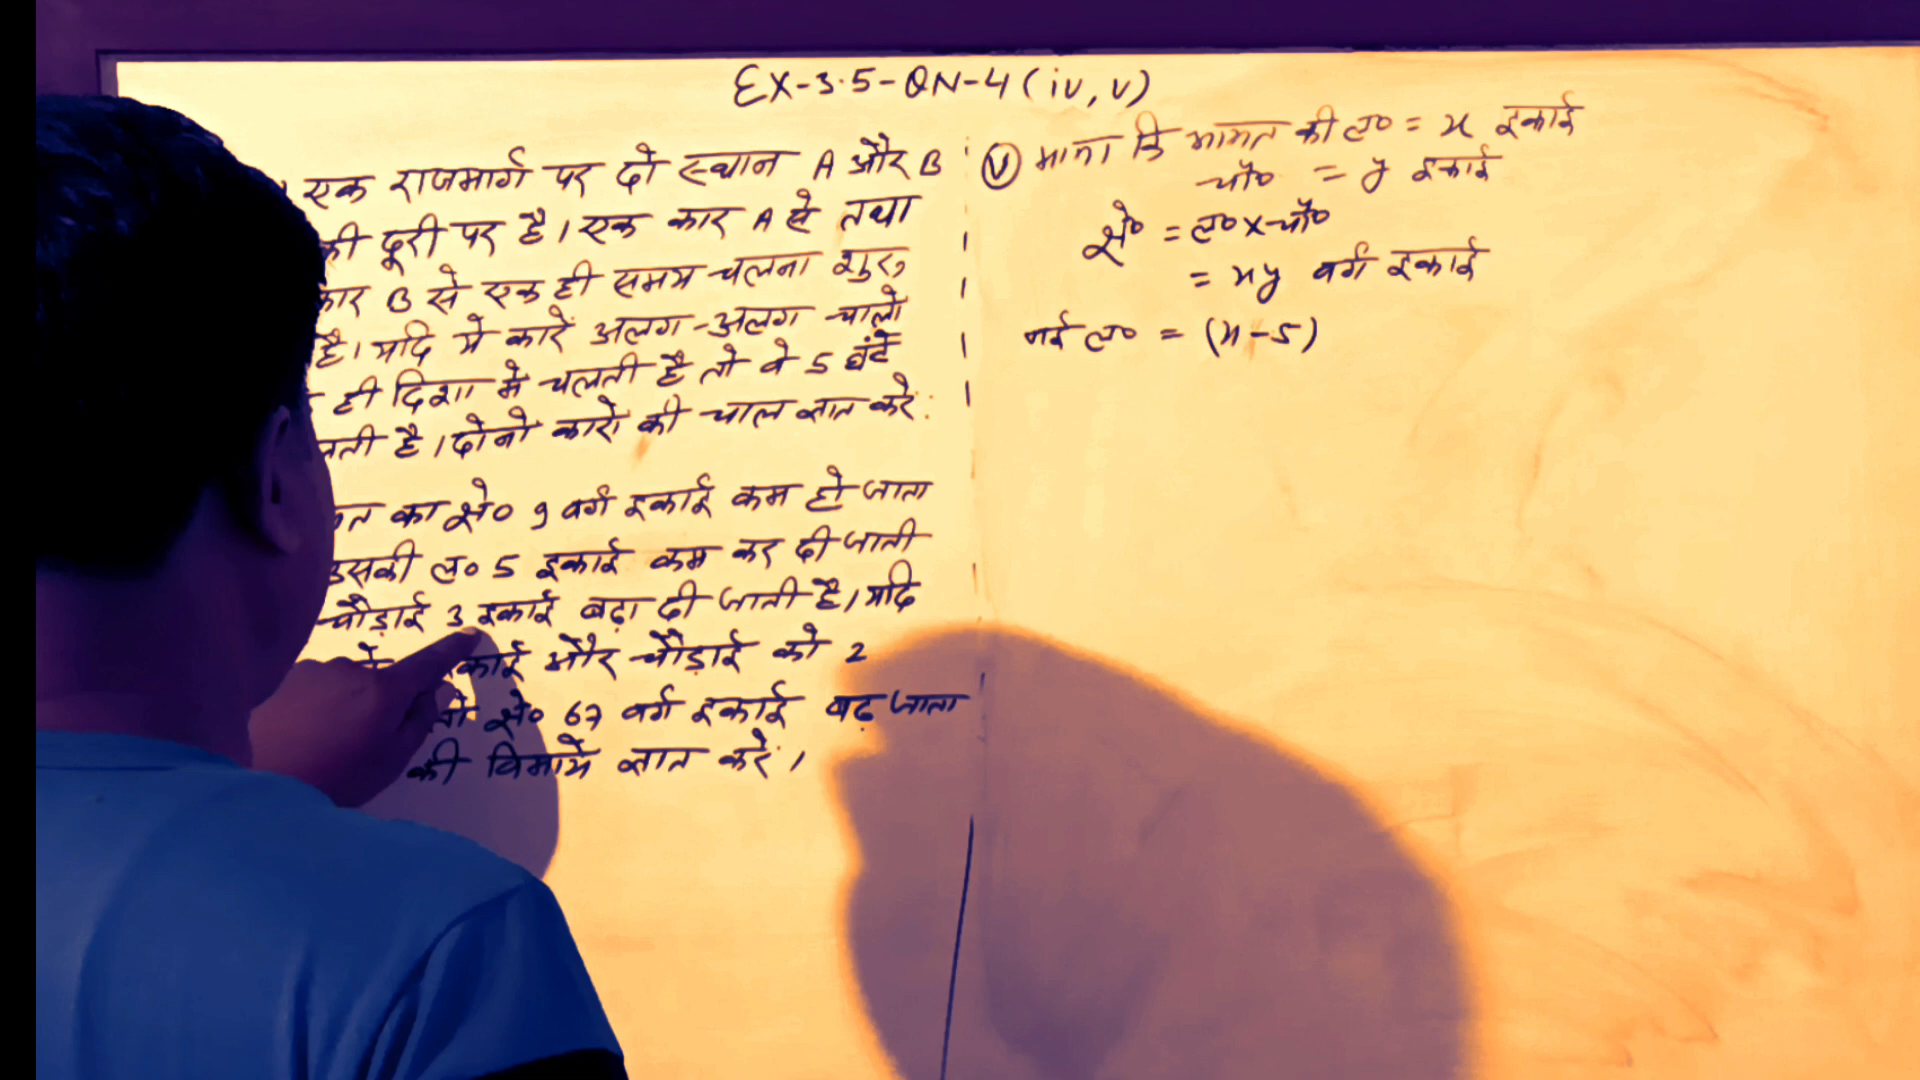 EX-3.5-QN-4(iv, v)
एक राजमार्ग पर दो स्थान A और B
की दूरी पर है। एक कार A से तथा
कार B से एक ही समय चलना शुरु
है। यदि ये कारें अलग-अलग चालो
ही दिशा मे चलती है तो वे 5 घंटे
है। दोनो कारों की चाल ज्ञात करें.
का क्षे० 9 वर्ग इकाई कम हो जाता
उसकी ल० 5 इकाई कम कर दी जाती
चौड़ाई 3 इकाई बढ़ा दी जाती है। यदि
इकाई और चौड़ाई को 2
तो क्षे० 67 वर्ग इकाई बढ़ जाता
की विमायें ज्ञात करें।
(V) माना कि आयत की ल० = x इकाई
चौ० = y इकाई
क्षे० = ल० x चौ०
= xy वर्ग इकाई
नई ल० = (x-5)